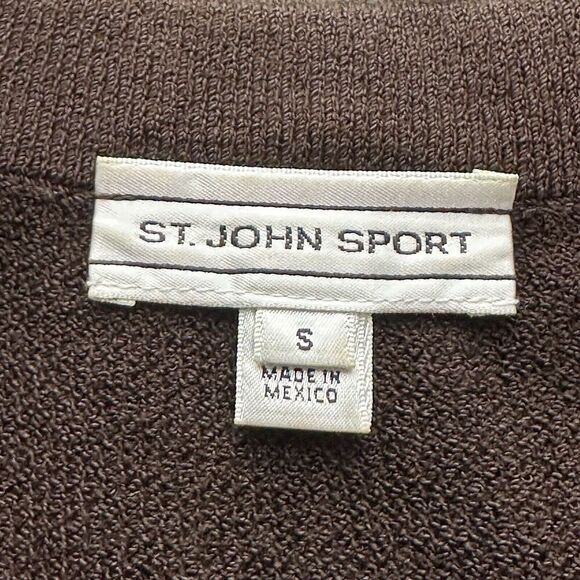 ST. JOHN SPORT
S
MADE IN
MEXICO